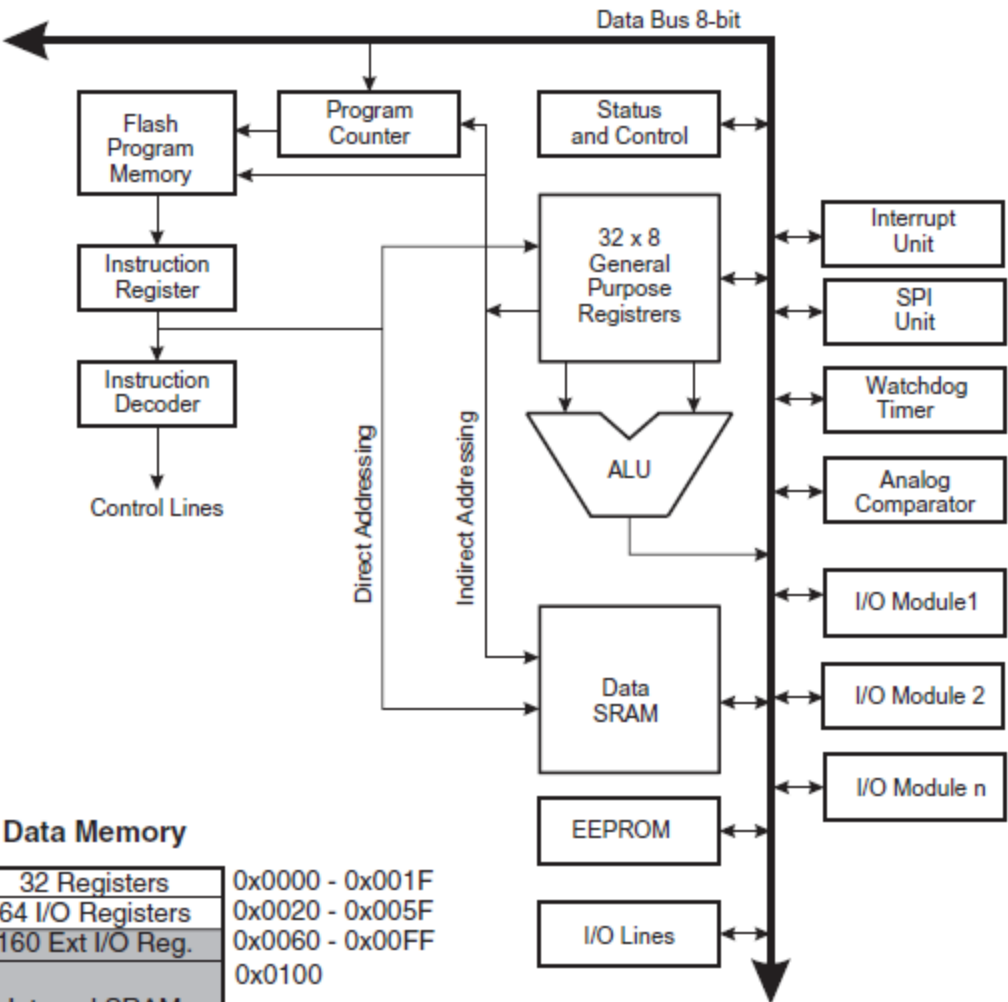 Data Bus 8-bit
Flash
Program
Memory
Program
Counter
Status
and Control
Instruction
Register
32 x 8
General
Purpose
Registrers
Interrupt
Unit
SPI
Unit
Instruction
Decoder
Watchdog
Timer
Control Lines
Direct Addressing
Indirect Addressing
ALU
Analog
Comparator
I/O Module1
Data
SRAM
I/O Module 2
I/O Module n
EEPROM
I/O Lines
Data Memory
32 Registers 0x0000 - 0x001F
64 I/O Registers 0x0020 - 0x005F
160 Ext I/O Reg. 0x0060 - 0x00FF
0x0100